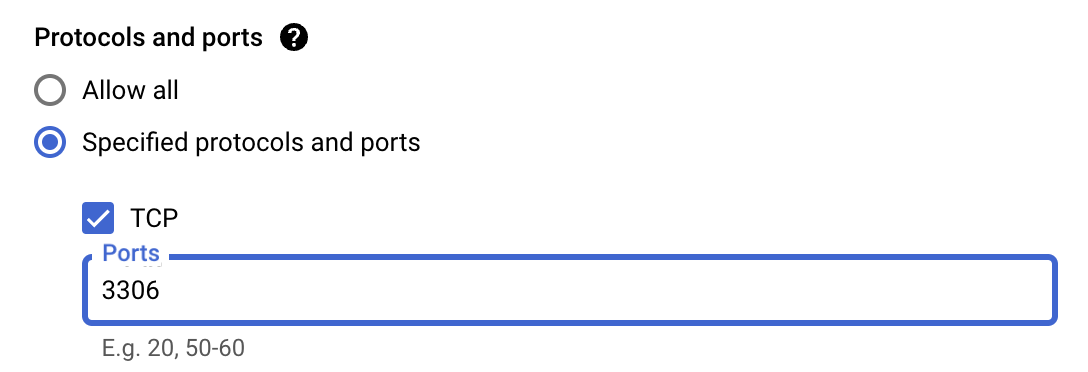 Protocols and ports ?
Allow all
Specified protocols and ports
TCP
Ports
3306
E.g. 20, 50-60